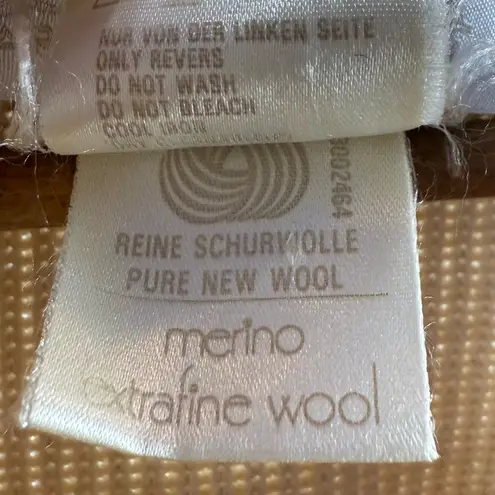 NUR VON DER LINKEN SEITE
ONLY REVERS
DO NOT WASH
DO NOT BLEACH
COOL IRON
8002464
REINE SCHURWOLLE
PURE NEW WOOL
merino
extrafine wool